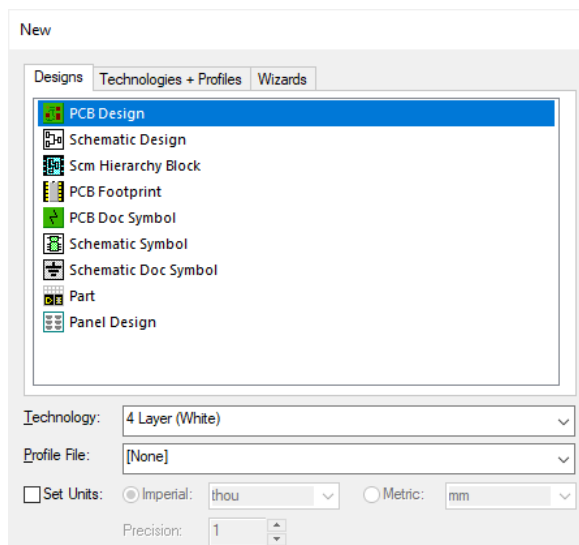 New
Designs Technologies + Profiles Wizards
PCB Design
Schematic Design
Scm Hierarchy Block
PCB Footprint
PCB Doc Symbol
Schematic Symbol
Schematic Doc Symbol
Part
Panel Design
Technology: 4 Layer (White)
Profile File: [None]
Set Units: Imperial: thou Metric: mm
Precision: 1